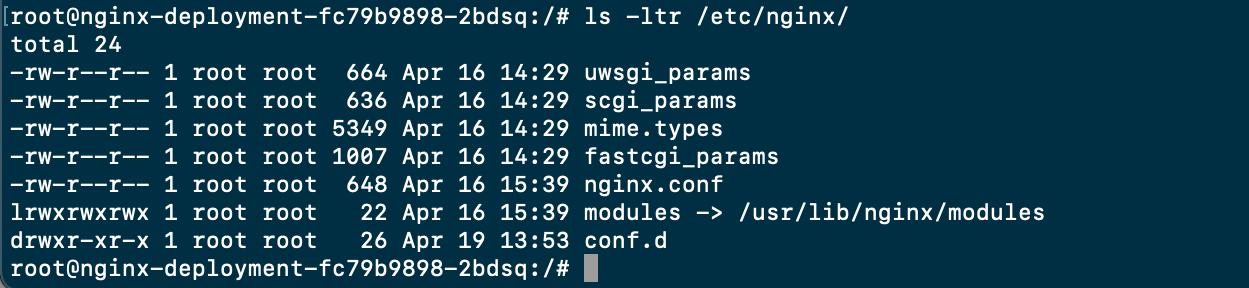 [root@nginx-deployment-fc79b9898-2bdsq:/# ls -ltr /etc/nginx/
total 24
-rw-r--r-- 1 root root  664 Apr 16 14:29 uwsgi_params
-rw-r--r-- 1 root root  636 Apr 16 14:29 scgi_params
-rw-r--r-- 1 root root 5349 Apr 16 14:29 mime.types
-rw-r--r-- 1 root root 1007 Apr 16 14:29 fastcgi_params
-rw-r--r-- 1 root root  648 Apr 16 15:39 nginx.conf
lrwxrwxrwx 1 root root   22 Apr 16 15:39 modules -> /usr/lib/nginx/modules
drwxr-xr-x 1 root root   26 Apr 19 13:53 conf.d
root@nginx-deployment-fc79b9898-2bdsq:/#